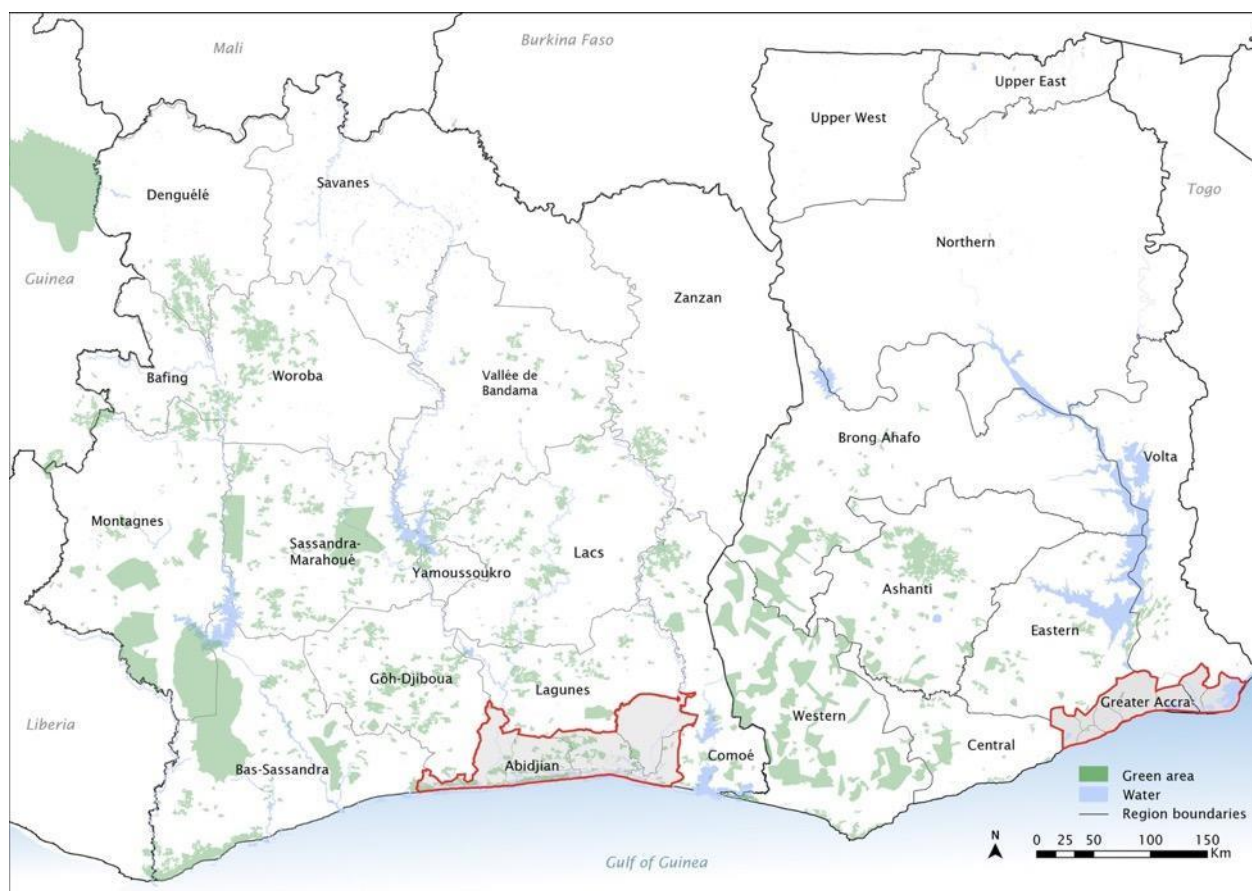 Mali
Burkina Faso
Upper East
Upper West
Denguélé
Savanes
Togo
Northern
Guinea
Zanzan
Bafing
Woroba
Vallée de
Bandama
Brong Ahafo
Volta
Montagnes
Sassandra-
Marahoué
Lacs
Yamoussoukro
Ashanti
Eastern
Gôh-Djiboua
Lagunes
Greater Accra
Liberia
Western
Central
Comoé
Abidjian
Bas-Sassandra
Green area
Water
Region boundaries
N
0 25 50 100 150
Km
Gulf of Guinea